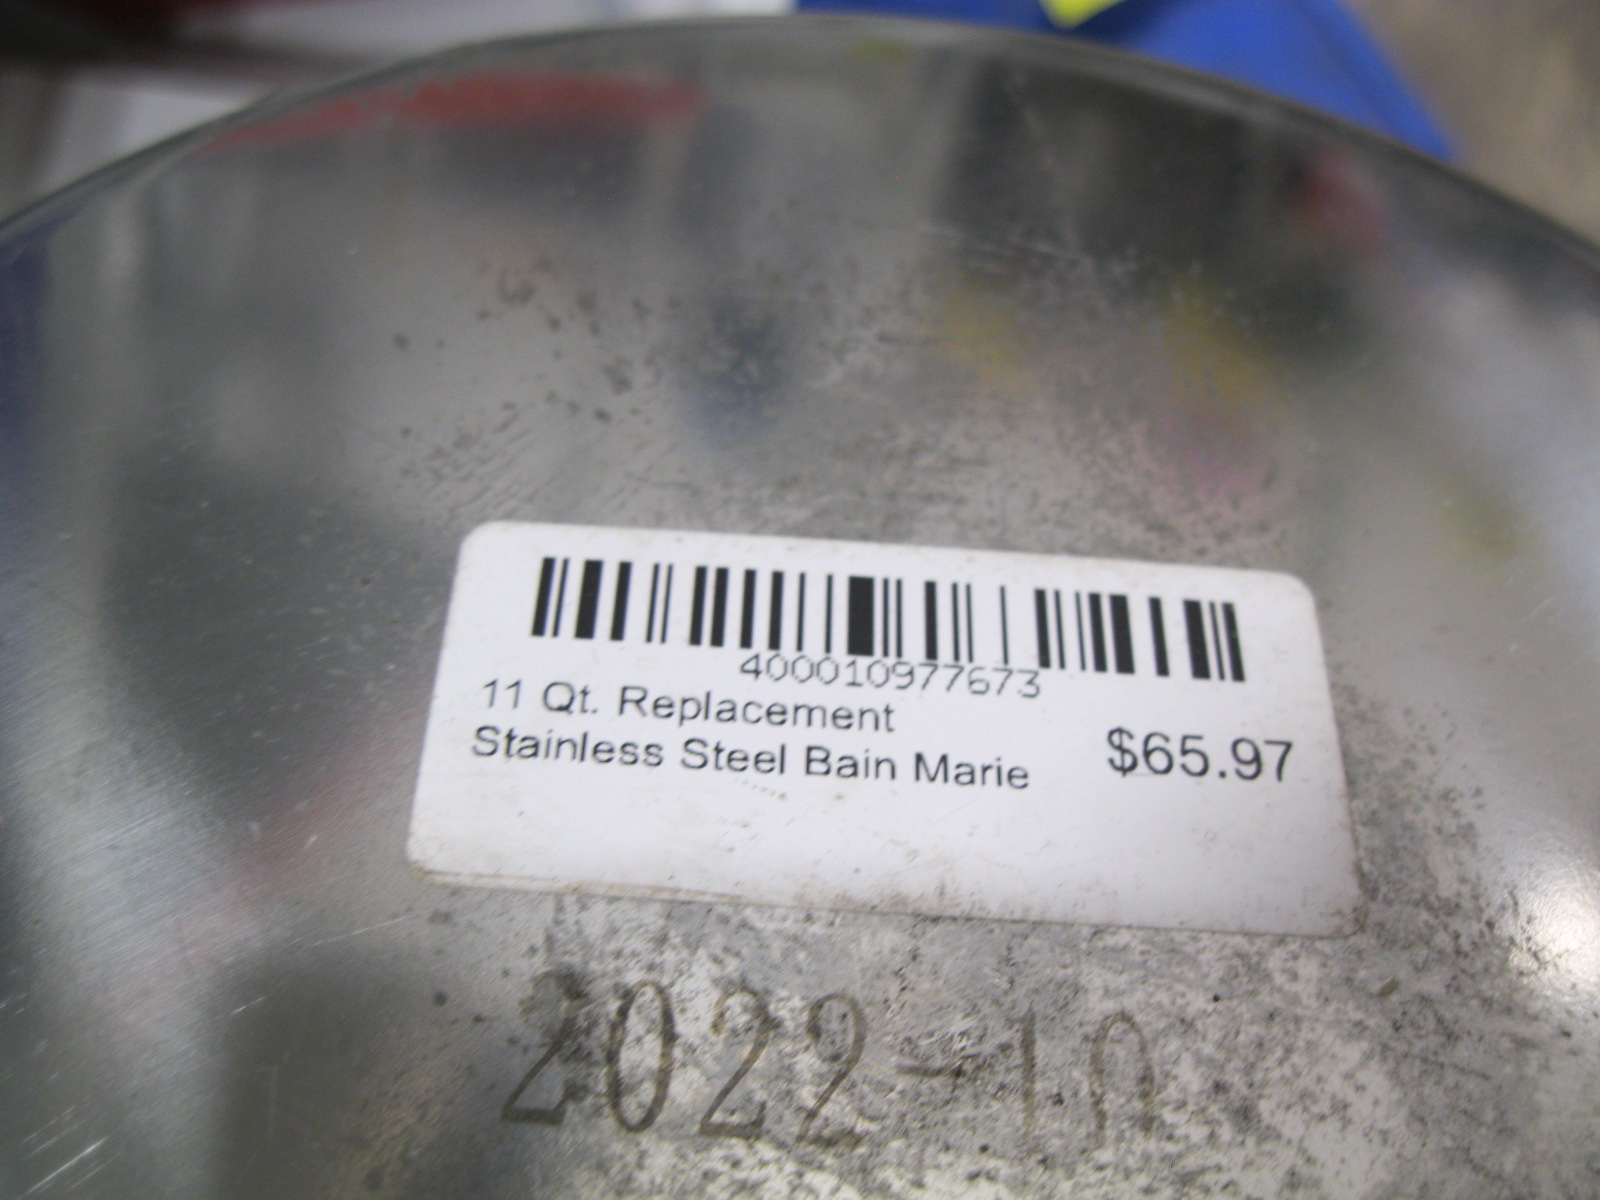 400010977673
11 Qt. Replacement
Stainless Steel Bain Marie
$65.97
2022-10